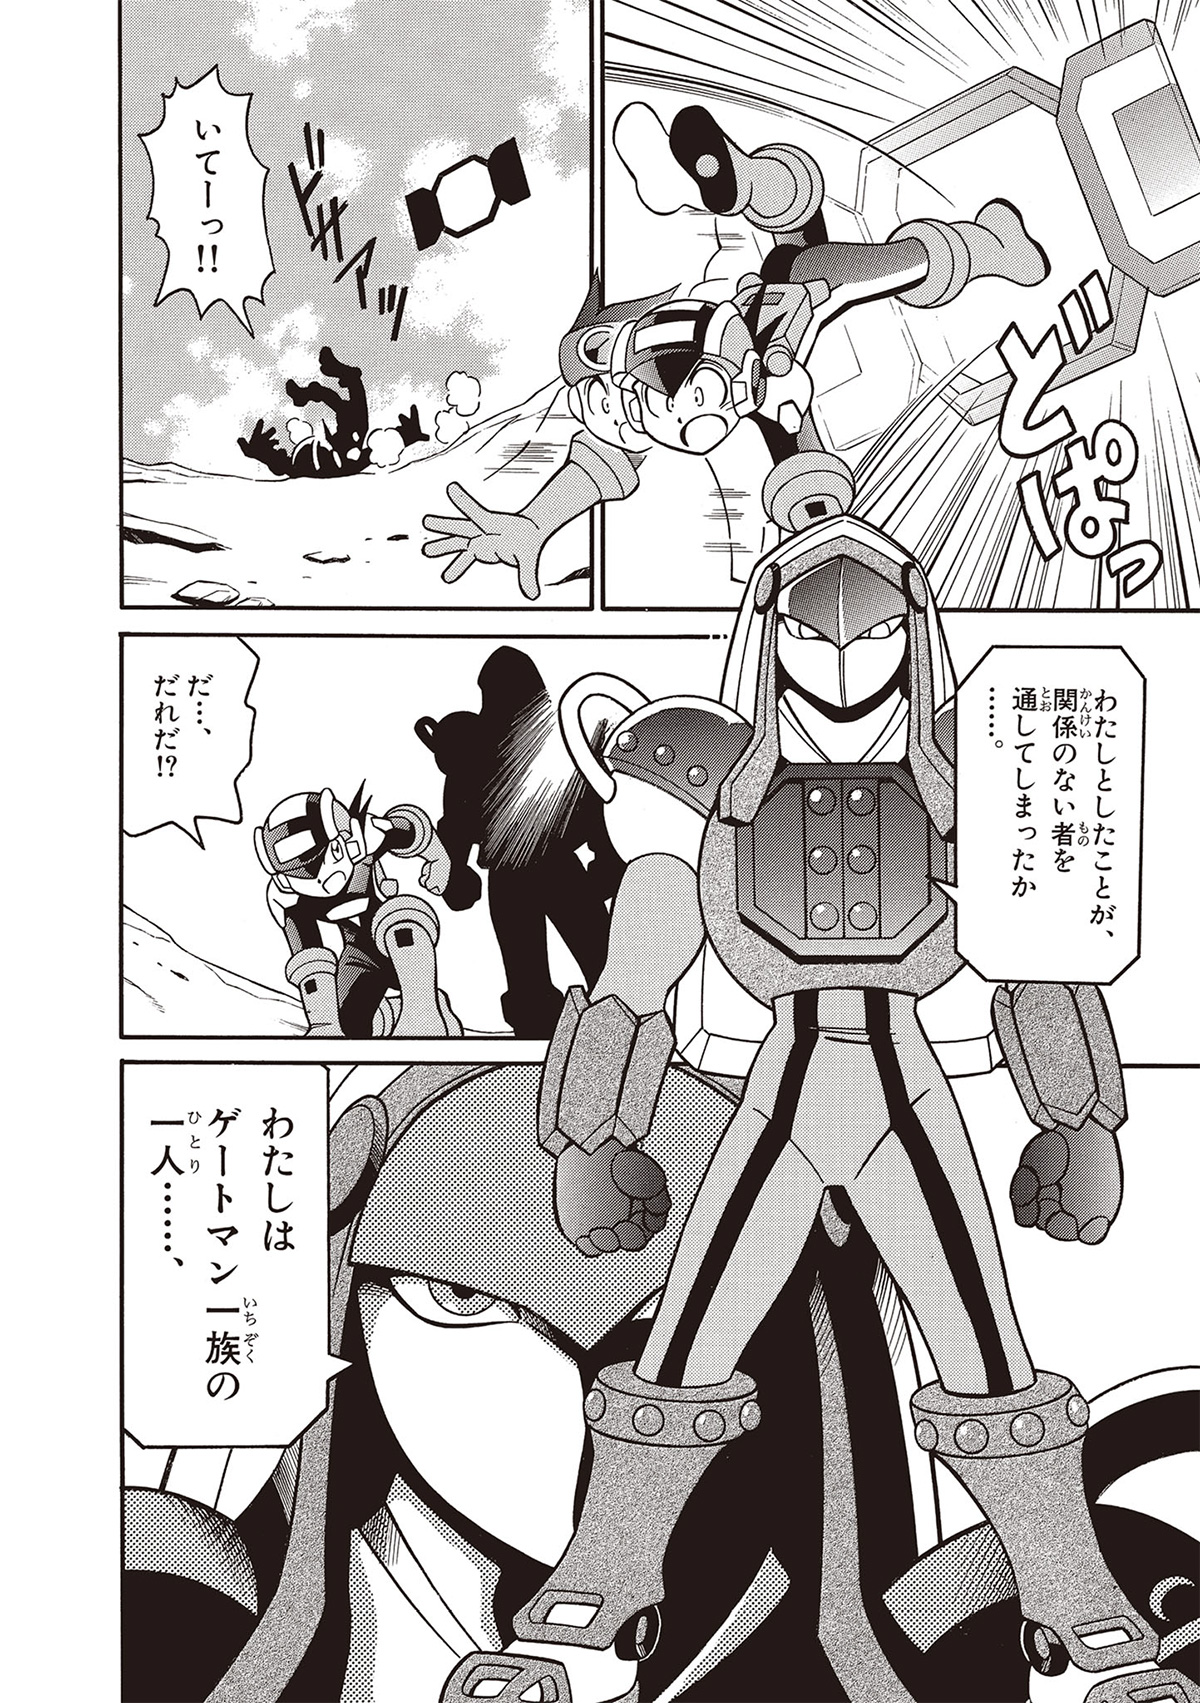 どぱっ
ドサァッ
いてーっ!!
わたしとしたことが、
関係のない者を
通してしまったか
……。
だ…、
だれだ!?
わたしは
ゲートマン一族の
一人……、